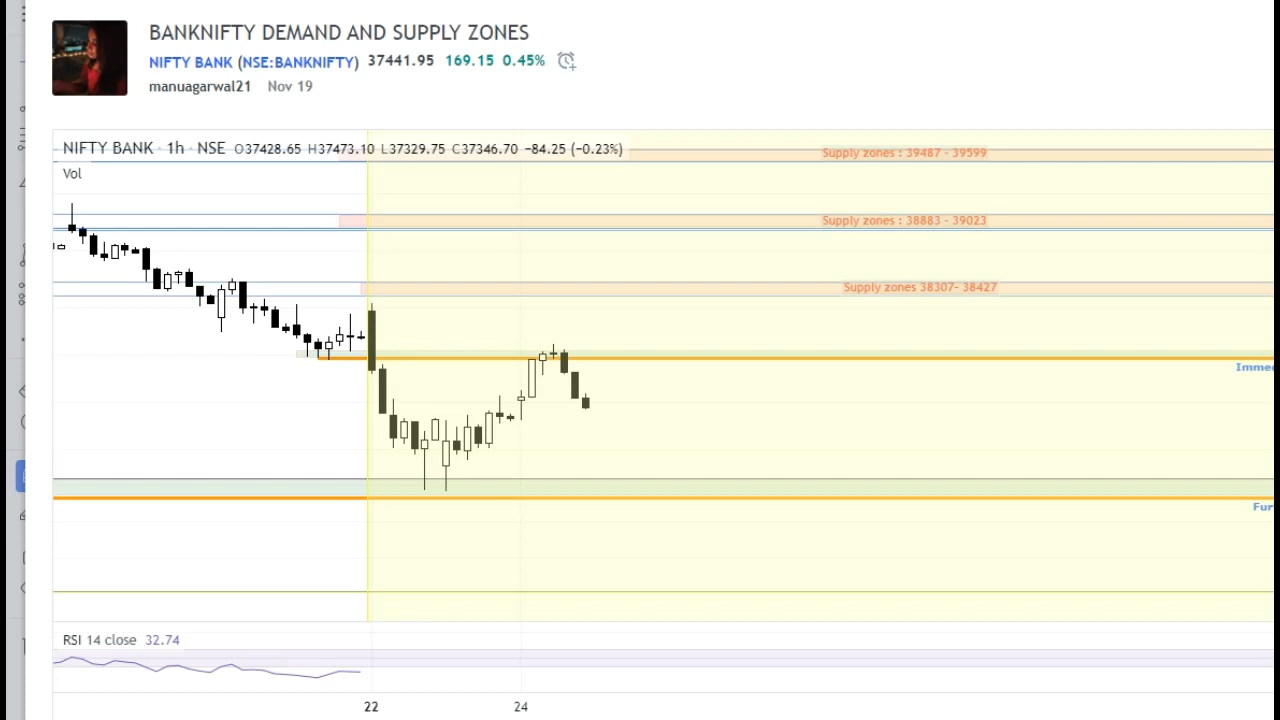 BANKNIFTY DEMAND AND SUPPLY ZONES
NIFTY BANK (NSE:BANKNIFTY) 37441.95 169.15 0.45%
manuagarwal21 Nov 19
NIFTY BANK · 1h · NSE O37428.65 H37473.10 L37329.75 C37346.70 −84.25 (−0.23%)
Supply zones : 39487 - 39599
Vol
Supply zones : 38883 - 39023
Supply zones 38307- 38427
Immed
Fur
RSI 14 close 32.74
22 24